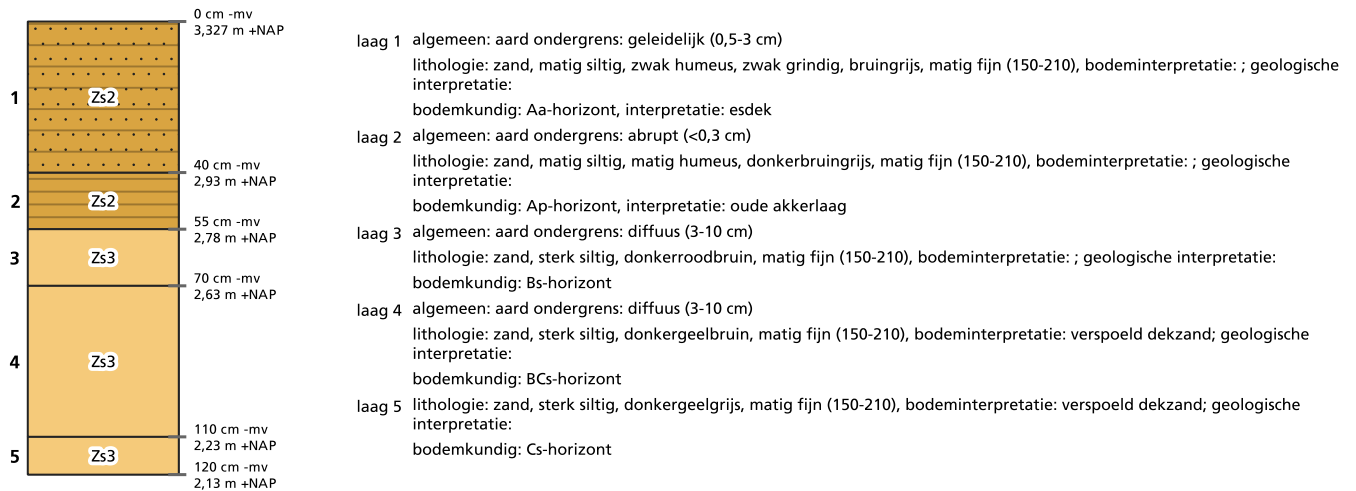 0 cm -mv
3,327 m +NAP
1
Zs2
40 cm -mv
2,93 m +NAP
2
Zs2
55 cm -mv
2,78 m +NAP
3
Zs3
70 cm -mv
2,63 m +NAP
4
Zs3
110 cm -mv
2,23 m +NAP
5
Zs3
120 cm -mv
2,13 m +NAP
laag 1 algemeen: aard ondergrens: geleidelijk (0,5-3 cm)
lithologie: zand, matig siltig, zwak humeus, zwak grindig, bruingrijs, matig fijn (150-210), bodeminterpretatie: ; geologische
interpretatie:
bodemkundig: Aa-horizont, interpretatie: esdek
laag 2 algemeen: aard ondergrens: abrupt (<0,3 cm)
lithologie: zand, matig siltig, matig humeus, donkerbruingrijs, matig fijn (150-210), bodeminterpretatie: ; geologische
interpretatie:
bodemkundig: Ap-horizont, interpretatie: oude akkerlaag
laag 3 algemeen: aard ondergrens: diffuus (3-10 cm)
lithologie: zand, sterk siltig, donkerroodbruin, matig fijn (150-210), bodeminterpretatie: ; geologische interpretatie:
bodemkundig: Bs-horizont
laag 4 algemeen: aard ondergrens: diffuus (3-10 cm)
lithologie: zand, sterk siltig, donkergeelbruin, matig fijn (150-210), bodeminterpretatie: verspoeld dekzand; geologische
interpretatie:
bodemkundig: BCs-horizont
laag 5 lithologie: zand, sterk siltig, donkergeelgrijs, matig fijn (150-210), bodeminterpretatie: verspoeld dekzand; geologische
interpretatie:
bodemkundig: Cs-horizont